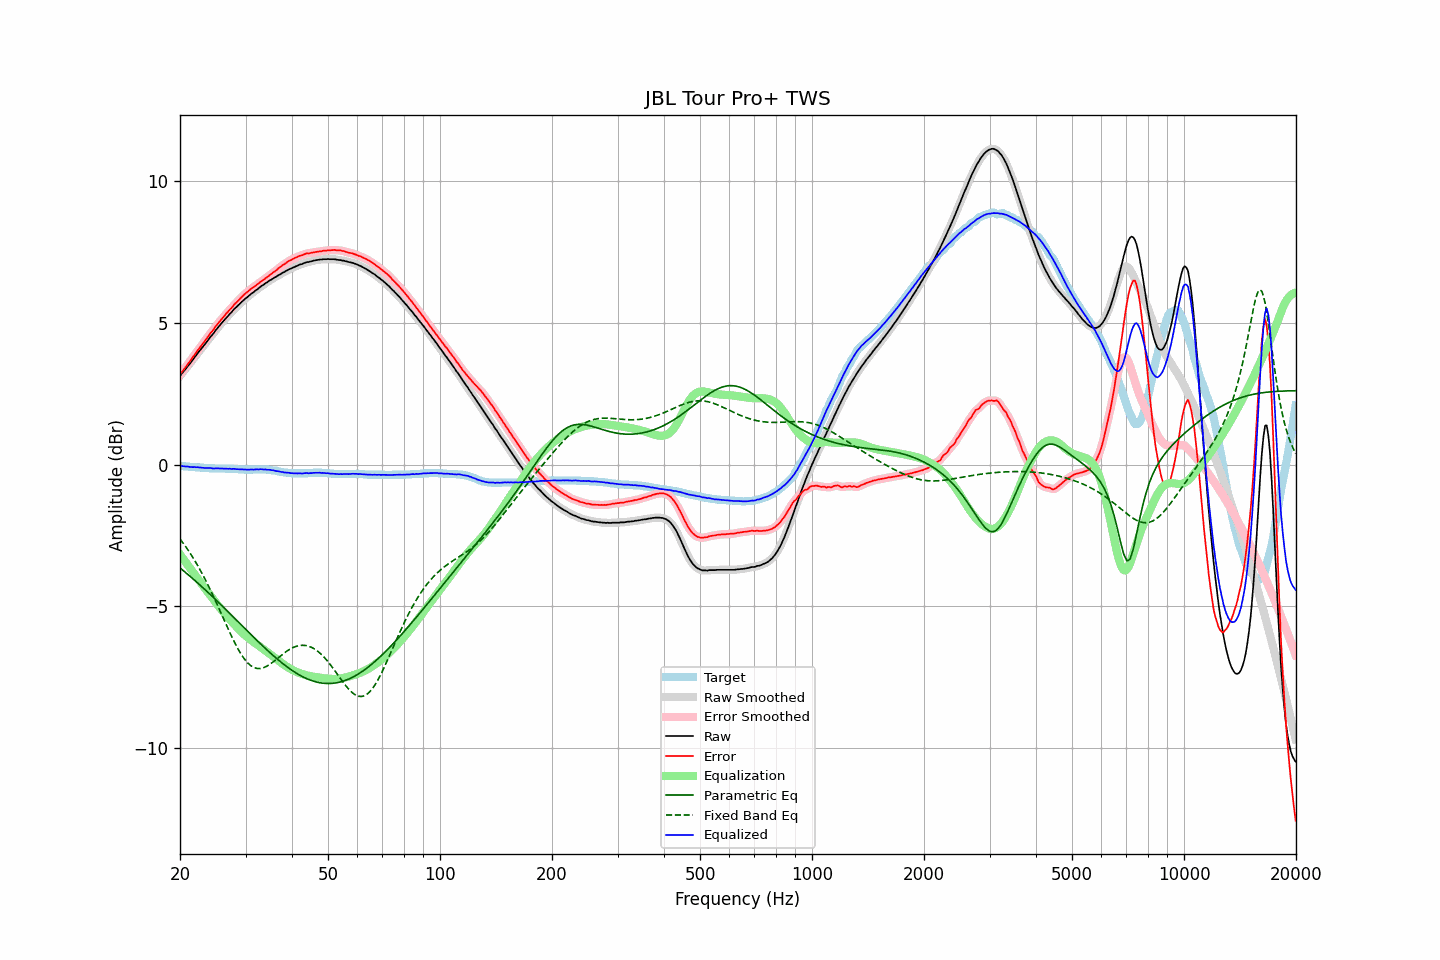 JBL Tour Pro+ TWS
Amplitude (dBr)
10
5
0
−5
−10
Target
Raw Smoothed
Error Smoothed
Raw
Error
Equalization
Parametric Eq
Fixed Band Eq
Equalized
20 50 100 200 500 1000 2000 5000 10000 20000
Frequency (Hz)